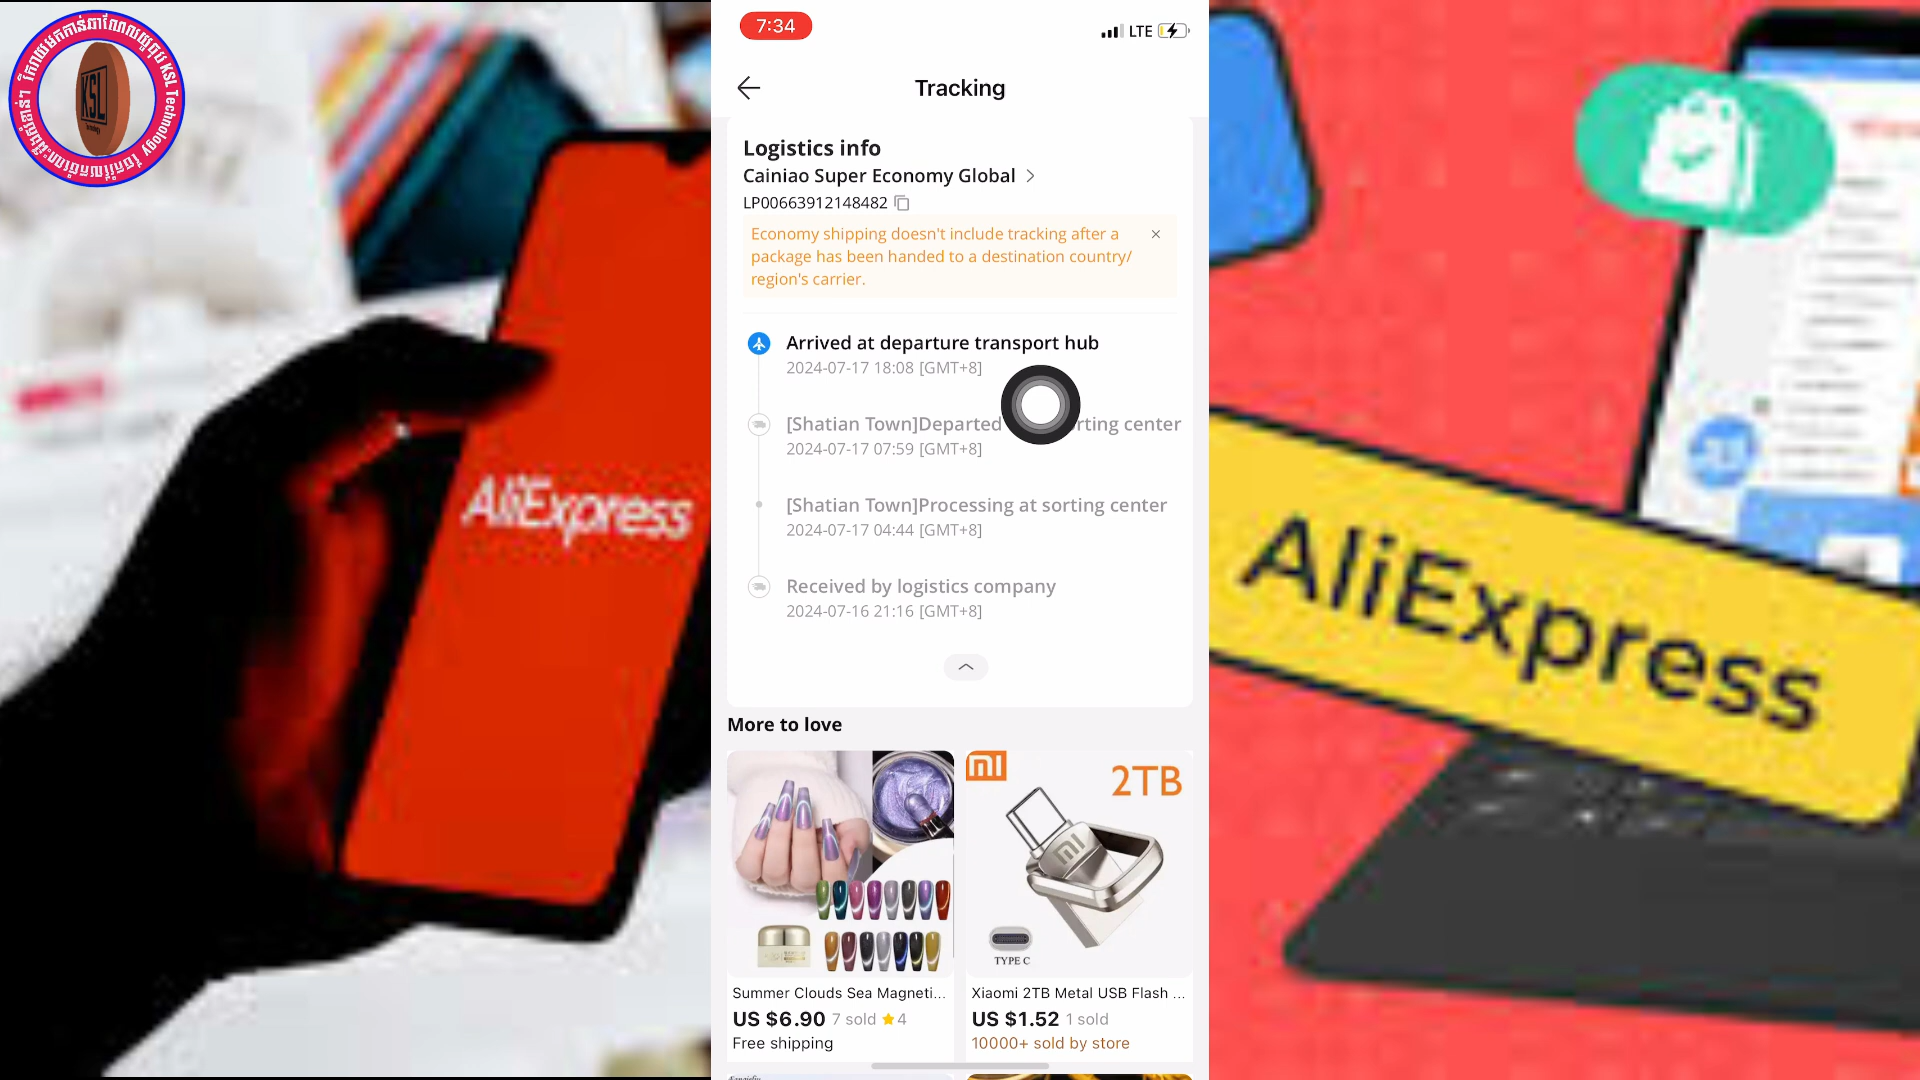 KSL
Technology
KSL Technology
AliExpress
7:34
LTE
Tracking
Logistics info
Cainiao Super Economy Global
LP00663912148482
Economy shipping doesn't include tracking after a
package has been handed to a destination country/
region's carrier.
Arrived at departure transport hub
2024-07-17 18:08 [GMT+8]
[Shatian Town]Departed
rting center
2024-07-17 07:59 [GMT+8]
[Shatian Town]Processing at sorting center
2024-07-17 04:44 [GMT+8]
Received by logistics company
2024-07-16 21:16 [GMT+8]
More to love
MI
2TB
MI
TYPE C
Summer Clouds Sea Magneti...
US $6.90 7 sold 4
Free shipping
Xiaomi 2TB Metal USB Flash ...
US $1.52 1 sold
10000+ sold by store
AliExpress